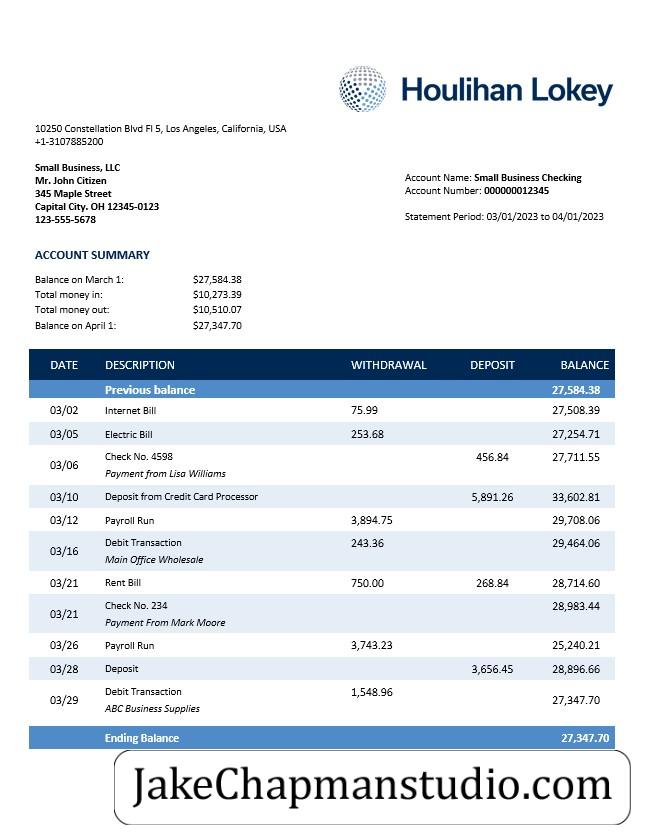 Houlihan Lokey
10250 Constellation Blvd Fl 5, Los Angeles, California, USA
+1-3107885200
Small Business, LLC
Mr. John Citizen
345 Maple Street
Capital City. OH 12345-0123
123-555-5678
Account Name: Small Business Checking
Account Number: 000000012345
Statement Period: 03/01/2023 to 04/01/2023
ACCOUNT SUMMARY
Balance on March 1: $27,584.38
Total money in: $10,273.39
Total money out: $10,510.07
Balance on April 1: $27,347.70
DATE DESCRIPTION WITHDRAWAL DEPOSIT BALANCE
Previous balance 27,584.38
03/02 Internet Bill 75.99 27,508.39
03/05 Electric Bill 253.68 27,254.71
03/06 Check No. 4598 456.84 27,711.55
Payment from Lisa Williams
03/10 Deposit from Credit Card Processor 5,891.26 33,602.81
03/12 Payroll Run 3,894.75 29,708.06
03/16 Debit Transaction 243.36 29,464.06
Main Office Wholesale
03/21 Rent Bill 750.00 268.84 28,714.60
03/21 Check No. 234 28,983.44
Payment From Mark Moore
03/26 Payroll Run 3,743.23 25,240.21
03/28 Deposit 3,656.45 28,896.66
03/29 Debit Transaction 1,548.96 27,347.70
ABC Business Supplies
Ending Balance 27,347.70
JakeChapmanstudio.com